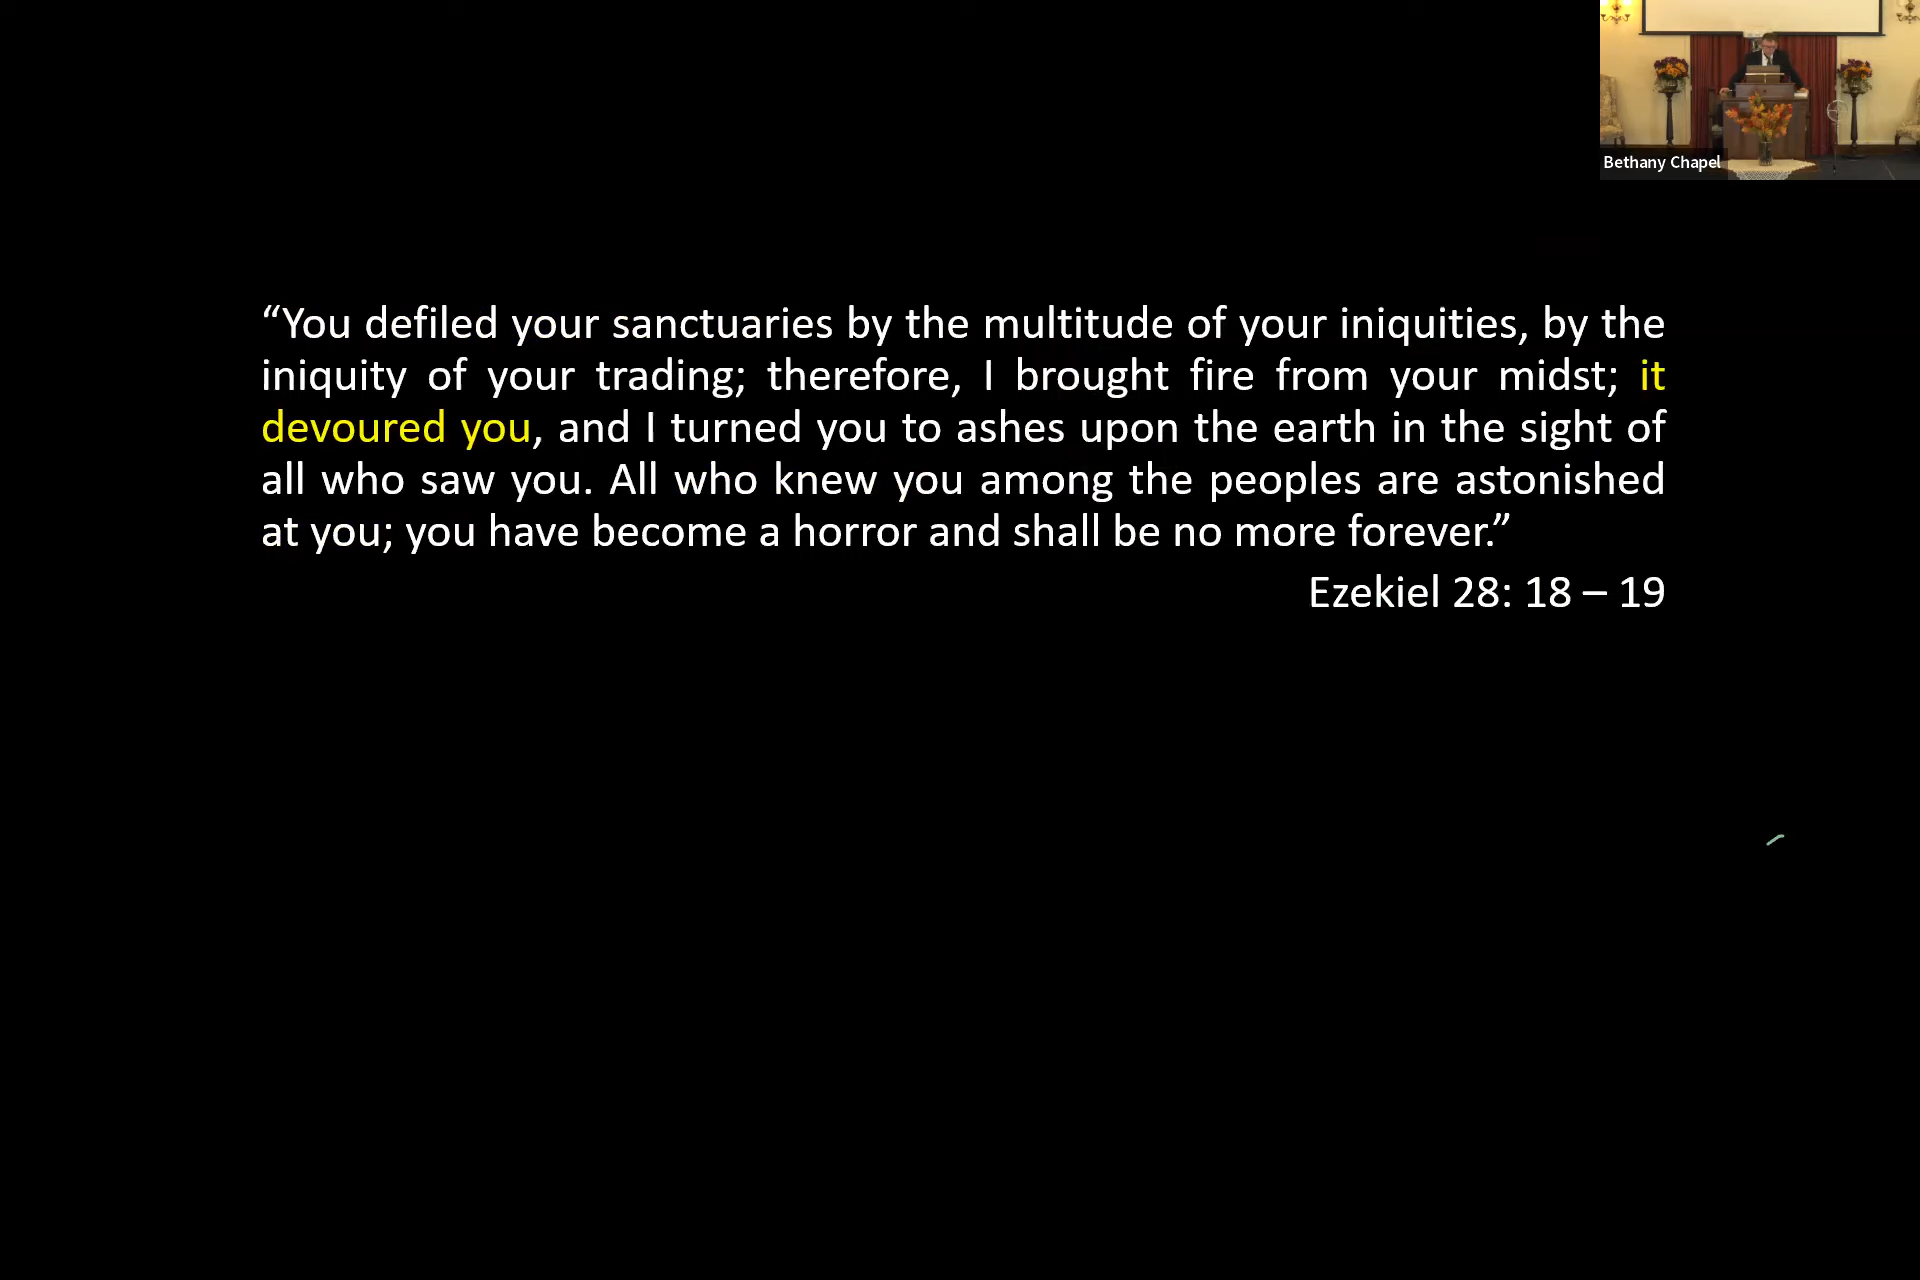 Bethany Chapel
“You defiled your sanctuaries by the multitude of your iniquities, by the
iniquity of your trading; therefore, I brought fire from your midst; it
devoured you, and I turned you to ashes upon the earth in the sight of
all who saw you. All who knew you among the peoples are astonished
at you; you have become a horror and shall be no more forever.”
Ezekiel 28: 18 – 19